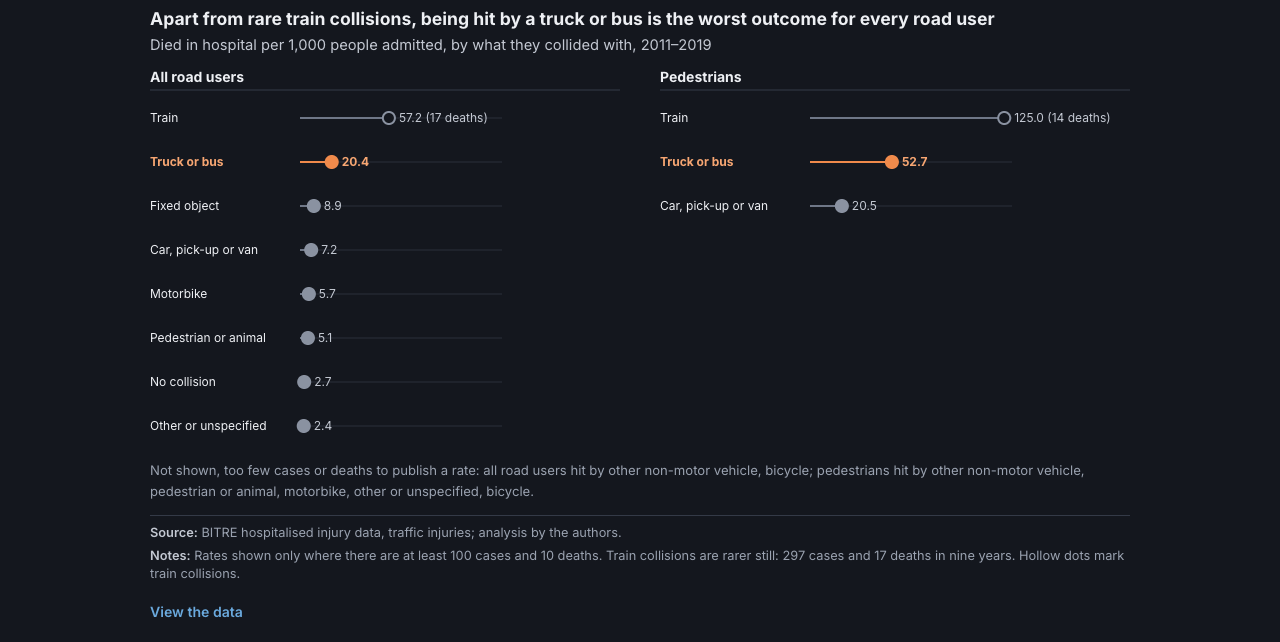 Apart from rare train collisions, being hit by a truck or bus is the worst outcome for every road user
Died in hospital per 1,000 people admitted, by what they collided with, 2011–2019
All road users
Train
57.2 (17 deaths)
Truck or bus
20.4
Fixed object
8.9
Car, pick-up or van
7.2
Motorbike
5.7
Pedestrian or animal
5.1
No collision
2.7
Other or unspecified
2.4
Pedestrians
Train
125.0 (14 deaths)
Truck or bus
52.7
Car, pick-up or van
20.5
Not shown, too few cases or deaths to publish a rate: all road users hit by other non-motor vehicle, bicycle; pedestrians hit by other non-motor vehicle,
pedestrian or animal, motorbike, other or unspecified, bicycle.
Source: BITRE hospitalised injury data, traffic injuries; analysis by the authors.
Notes: Rates shown only where there are at least 100 cases and 10 deaths. Train collisions are rarer still: 297 cases and 17 deaths in nine years. Hollow dots mark
train collisions.
View the data